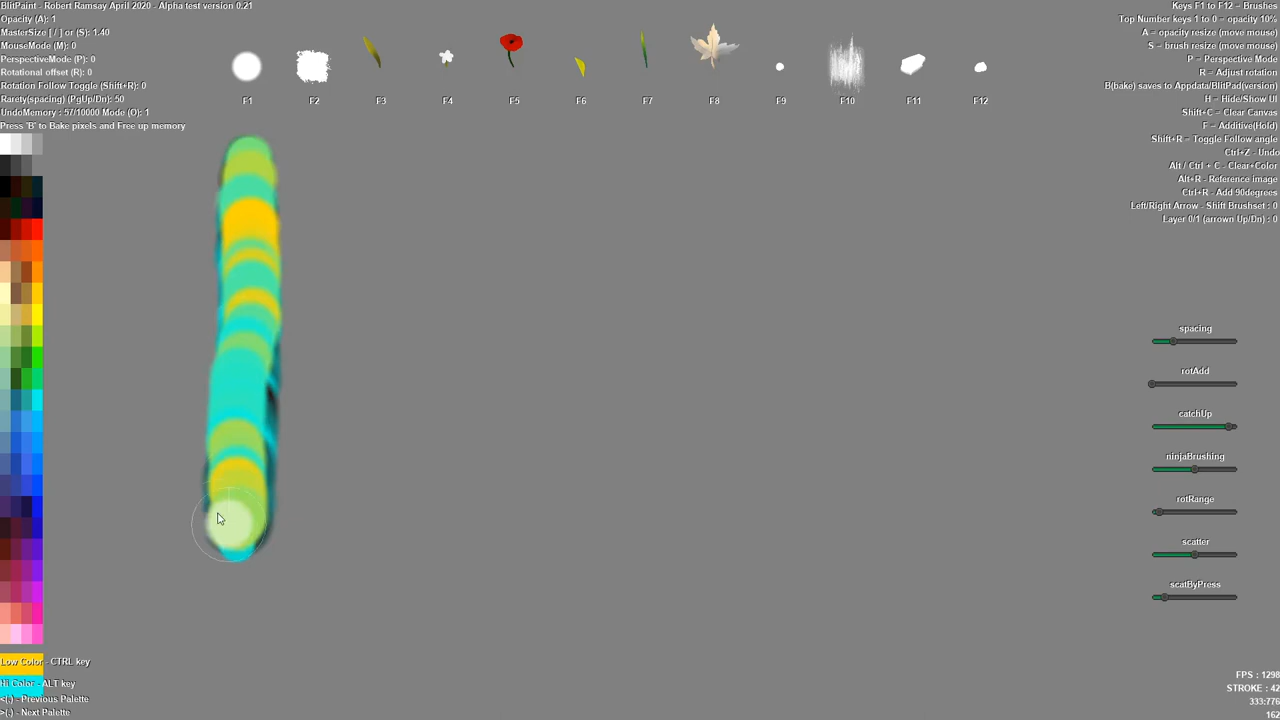 BlitPaint - Robert Ramsay April 2020 - Alpha test version 0.21
Opacity (A): 1
MasterSize [ / ] or (S): 1.40
MouseMode (M): 0
PerspectiveMode (P): 0
Rotational offset (R): 0
Rotation Follow Toggle (Shift+R): 0
Rarety(spacing) (PgUp/Dn): 50
UndoMemory : 57/10000 Mode (O): 1
Press "B" to Bake pixels and Free up memory
F1 F2 F3 F4 F5 F6 F7 F8 F9 F10 F11 F12
Keys F1 to F12 = Brushes
Top Number keys 1 to 0 = opacity 10%
A = opacity resize (move mouse)
S = brush resize (move mouse)
P = Perspective Mode
R = Adjust rotation
B(bake) saves to Appdata/BlitPad(version)
H = Hide/Show UI
Shift+C = Clear Canvas
F = Additive(Hold)
Shift+R = Toggle Follow angle
Ctrl+Z - Undo
Alt / Ctrl + C - Clear+Color
Alt+R - Reference image
Ctrl+R - Add 90degrees
Left/Right Arrow - Shift Brushset : 0
Layer 0/1 (arrown Up/Dn) : 0
spacing
rotAdd
catchUp
ninjaBrushing
rotRange
scatter
scatByPress
Low Color - CTRL key
Hi Color - ALT key
<(,) - Previous Palette
>(.) - Next Palette
FPS : 1298
STROKE : 42
333:776
162